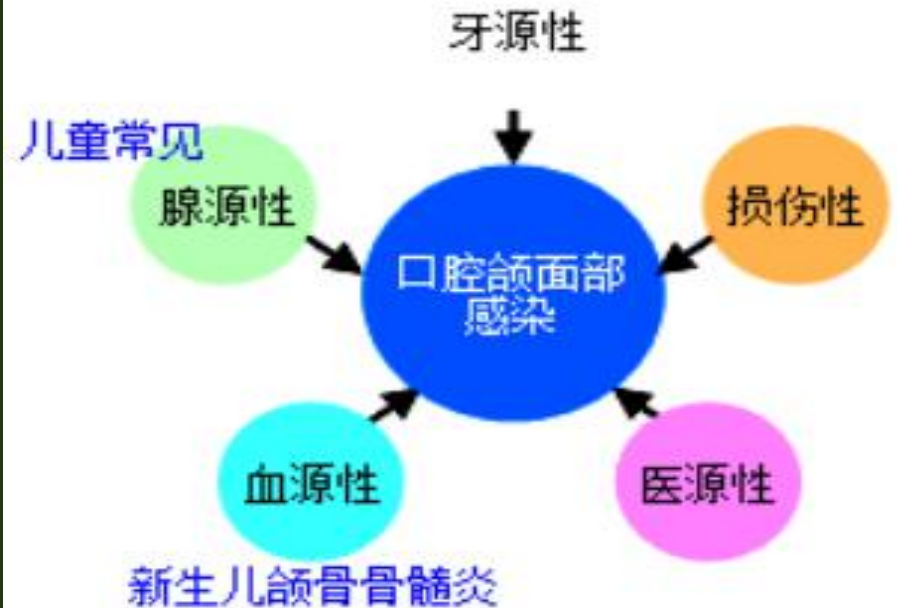 牙源性
儿童常见
腺源性
损伤性
口腔颌面部
感染
血源性
医源性
新生儿颌骨骨髓炎